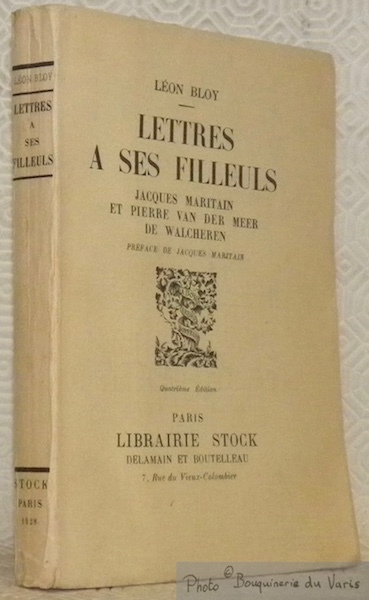 LÉON BLOY
LETTRES
A
SES
FILLEULS
STOCK
PARIS
1928
LÉON BLOY
LETTRES
A SES FILLEULS
JACQUES MARITAIN
ET PIERRE VAN DER MEER
DE WALCHEREN
PRÉFACE DE JACQUES MARITAIN
Quatrième Édition
PARIS
LIBRAIRIE STOCK
DELAMAIN ET BOUTELLEAU
7, Rue du Vieux-Colombier
Photo © Bouquinerie du Varis